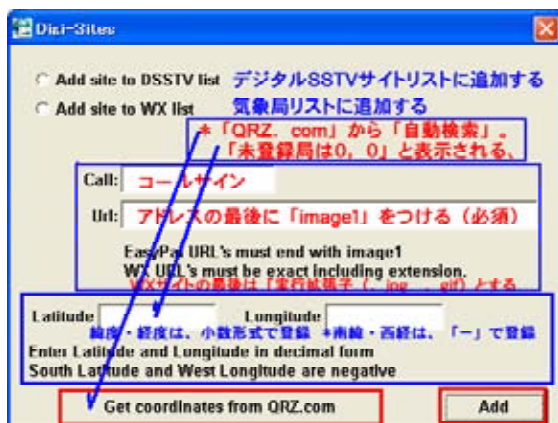 Digi-Sites
Add site to DSSTV list デジタルSSTVサイトリストに追加する
Add site to WX list 気象局リストに追加する
*「QRZ．com」から「自動検索」。
「未登録局は0，0」と表示される、
Call: コールサイン
Url: アドレスの最後に「image1」をつける（必須）
EasyPal URL's must end with image1
WX URL's must be exact including extension.
WXサイトの最後は「実行拡張子（．jpg ．gif）とする
Latitude Longitude
緯度・経度は、小数形式で登録 *南緯・西経は、「－」で登録
Enter Latitude and Longitude in decimal form
South Latitude and West Longitude are negative
Get coordinates from QRZ.com Add